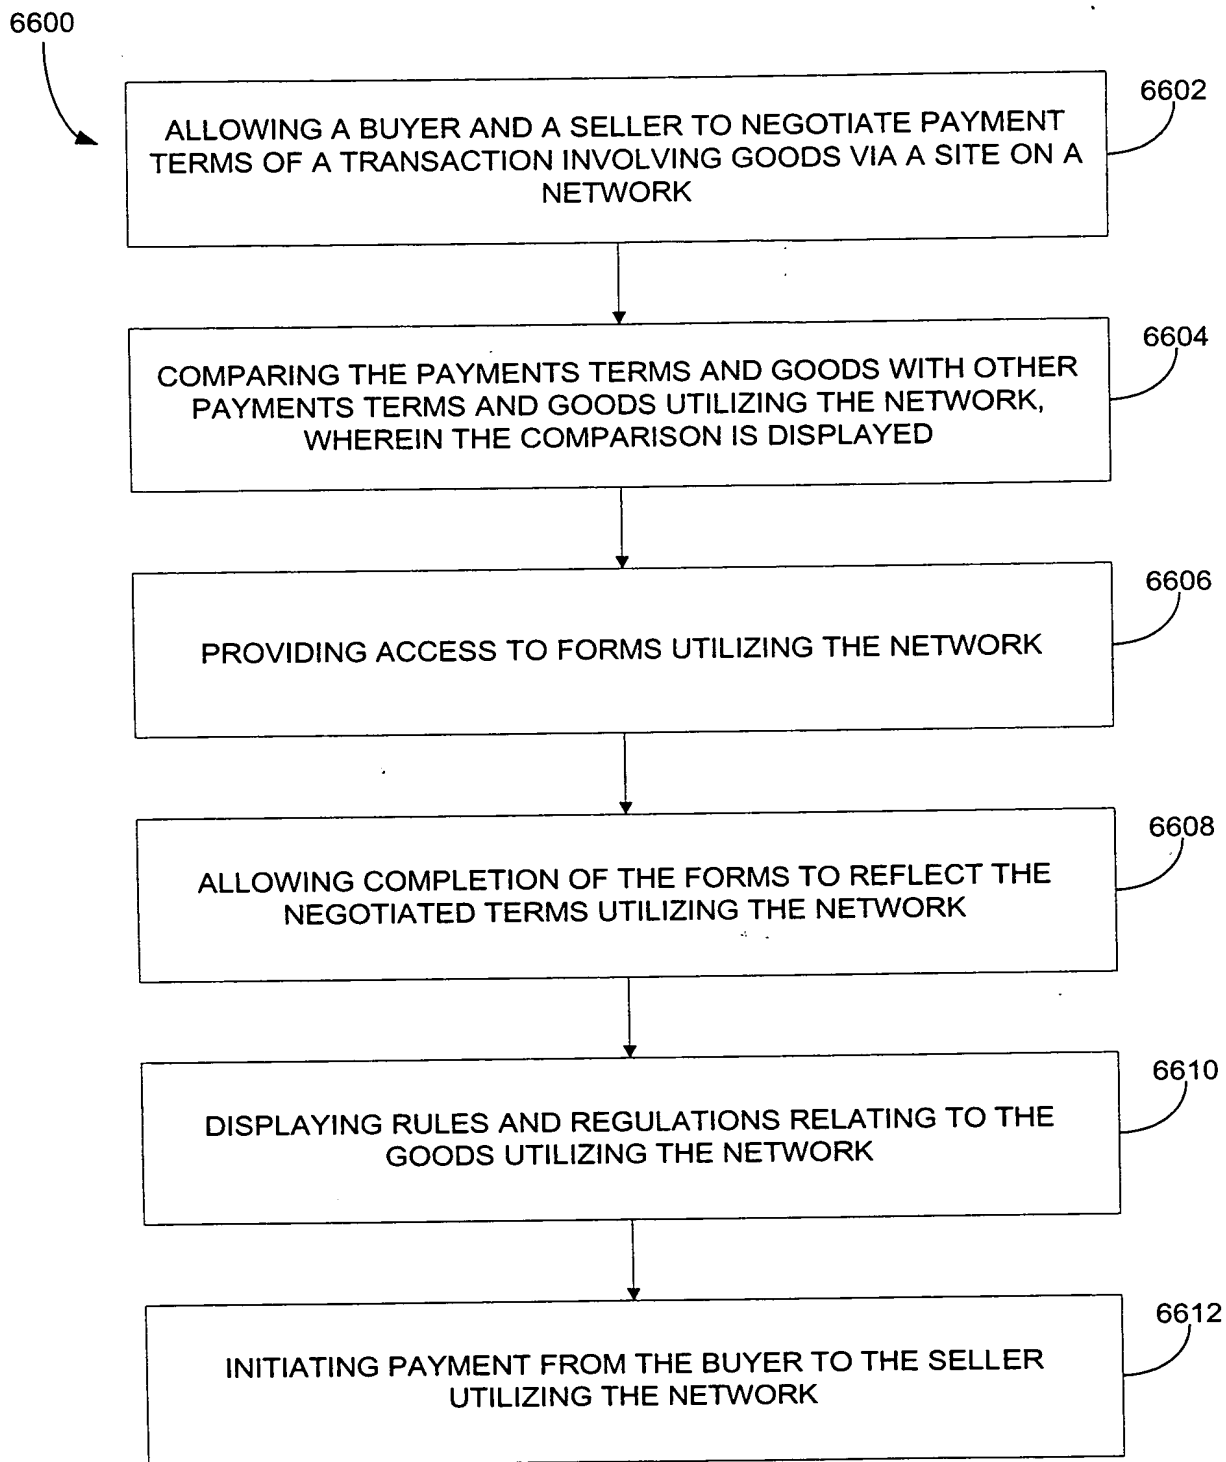 6600
6602
ALLOWING A BUYER AND A SELLER TO NEGOTIATE PAYMENT
TERMS OF A TRANSACTION INVOLVING GOODS VIA A SITE ON A
NETWORK
6604
COMPARING THE PAYMENTS TERMS AND GOODS WITH OTHER
PAYMENTS TERMS AND GOODS UTILIZING THE NETWORK,
WHEREIN THE COMPARISON IS DISPLAYED
6606
PROVIDING ACCESS TO FORMS UTILIZING THE NETWORK
6608
ALLOWING COMPLETION OF THE FORMS TO REFLECT THE
NEGOTIATED TERMS UTILIZING THE NETWORK
6610
DISPLAYING RULES AND REGULATIONS RELATING TO THE
GOODS UTILIZING THE NETWORK
6612
INITIATING PAYMENT FROM THE BUYER TO THE SELLER
UTILIZING THE NETWORK